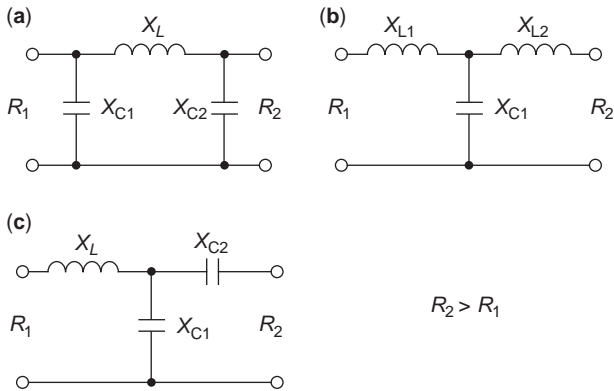 (a)
X_L
R_1 X_C1 X_C2 R_2
(b)
X_L1 X_L2
R_1 X_C1 R_2
(c)
X_L X_C2
R_1 X_C1 R_2
R_2 > R_1